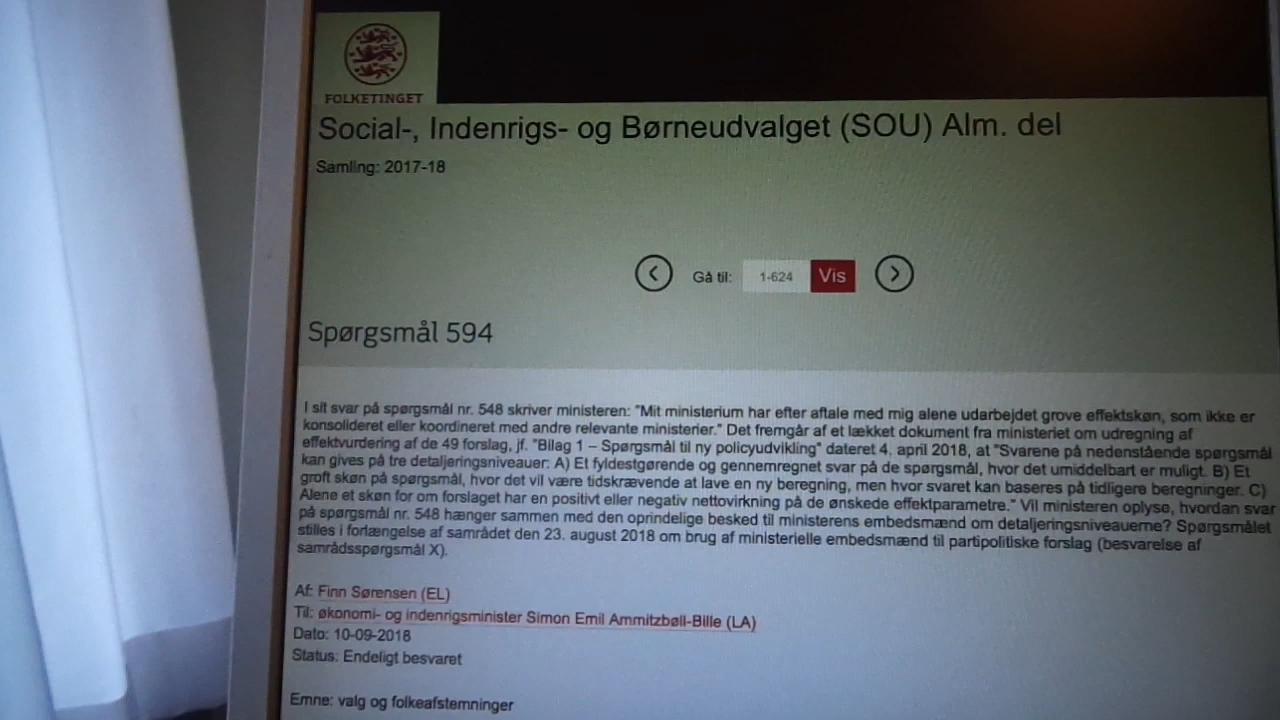 FOLKETINGET
Social-, Indenrigs- og Børneudvalget (SOU) Alm. del
Samling: 2017-18
Gå til: 1-624 Vis
Spørgsmål 594
I sit svar på spørgsmål nr. 548 skriver ministeren: "Mit ministerium har efter aftale med mig alene udarbejdet grove effektskøn, som ikke er
konsolideret eller koordineret med andre relevante ministerier." Det fremgår af et lækket dokument fra ministeriet om udregning af
effektvurdering af de 49 forslag, jf. "Bilag 1 – Spørgsmål til ny policyudvikling" dateret 4. april 2018, at "Svarene på nedenstående spørgsmål
kan gives på tre detaljeringsniveauer: A) Et fyldestgørende og gennemregnet svar på de spørgsmål, hvor det umiddelbart er muligt. B) Et
groft skøn på spørgsmål, hvor det vil være tidskrævende at lave en ny beregning, men hvor svaret kan baseres på tidligere beregninger. C)
Alene et skøn for om forslaget har en positivt eller negativ nettovirkning på de ønskede effektparametre." Vil ministeren oplyse, hvordan svar
på spørgsmål nr. 548 hænger sammen med den oprindelige besked til ministerens embedsmænd om detaljeringsniveauerne? Spørgsmålet
stilles i forlængelse af samrådet den 23. august 2018 om brug af ministerielle embedsmænd til partipolitiske forslag (besvarelse af
samrådsspørgsmål X).
Af: Finn Sørensen (EL)
Til: økonomi- og indenrigsminister Simon Emil Ammitzbøll-Bille (LA)
Dato: 10-09-2018
Status: Endeligt besvaret
Emne: valg og folkeafstemninger